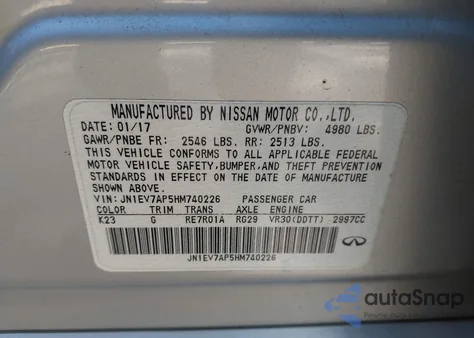 MANUFACTURED BY NISSAN MOTOR CO.,LTD.
DATE: 01/17 GVWR/PNBV: 4980 LBS.
GAWR/PNBE FR: 2546 LBS. RR: 2513 LBS.
THIS VEHICLE CONFORMS TO ALL APPLICABLE FEDERAL
MOTOR VEHICLE SAFETY,BUMPER,AND THEFT PREVENTION
STANDARDS IN EFFECT ON THE DATE OF MANUFACTURE
SHOWN ABOVE.
VIN: JN1EV7AP5HM740226 PASSENGER CAR
COLOR TRIM TRANS AXLE ENGINE
K23 G RE7R01A RG29 VR30(DDTT) 2997CC
JN1EV7AP5HM740226
autoSnap